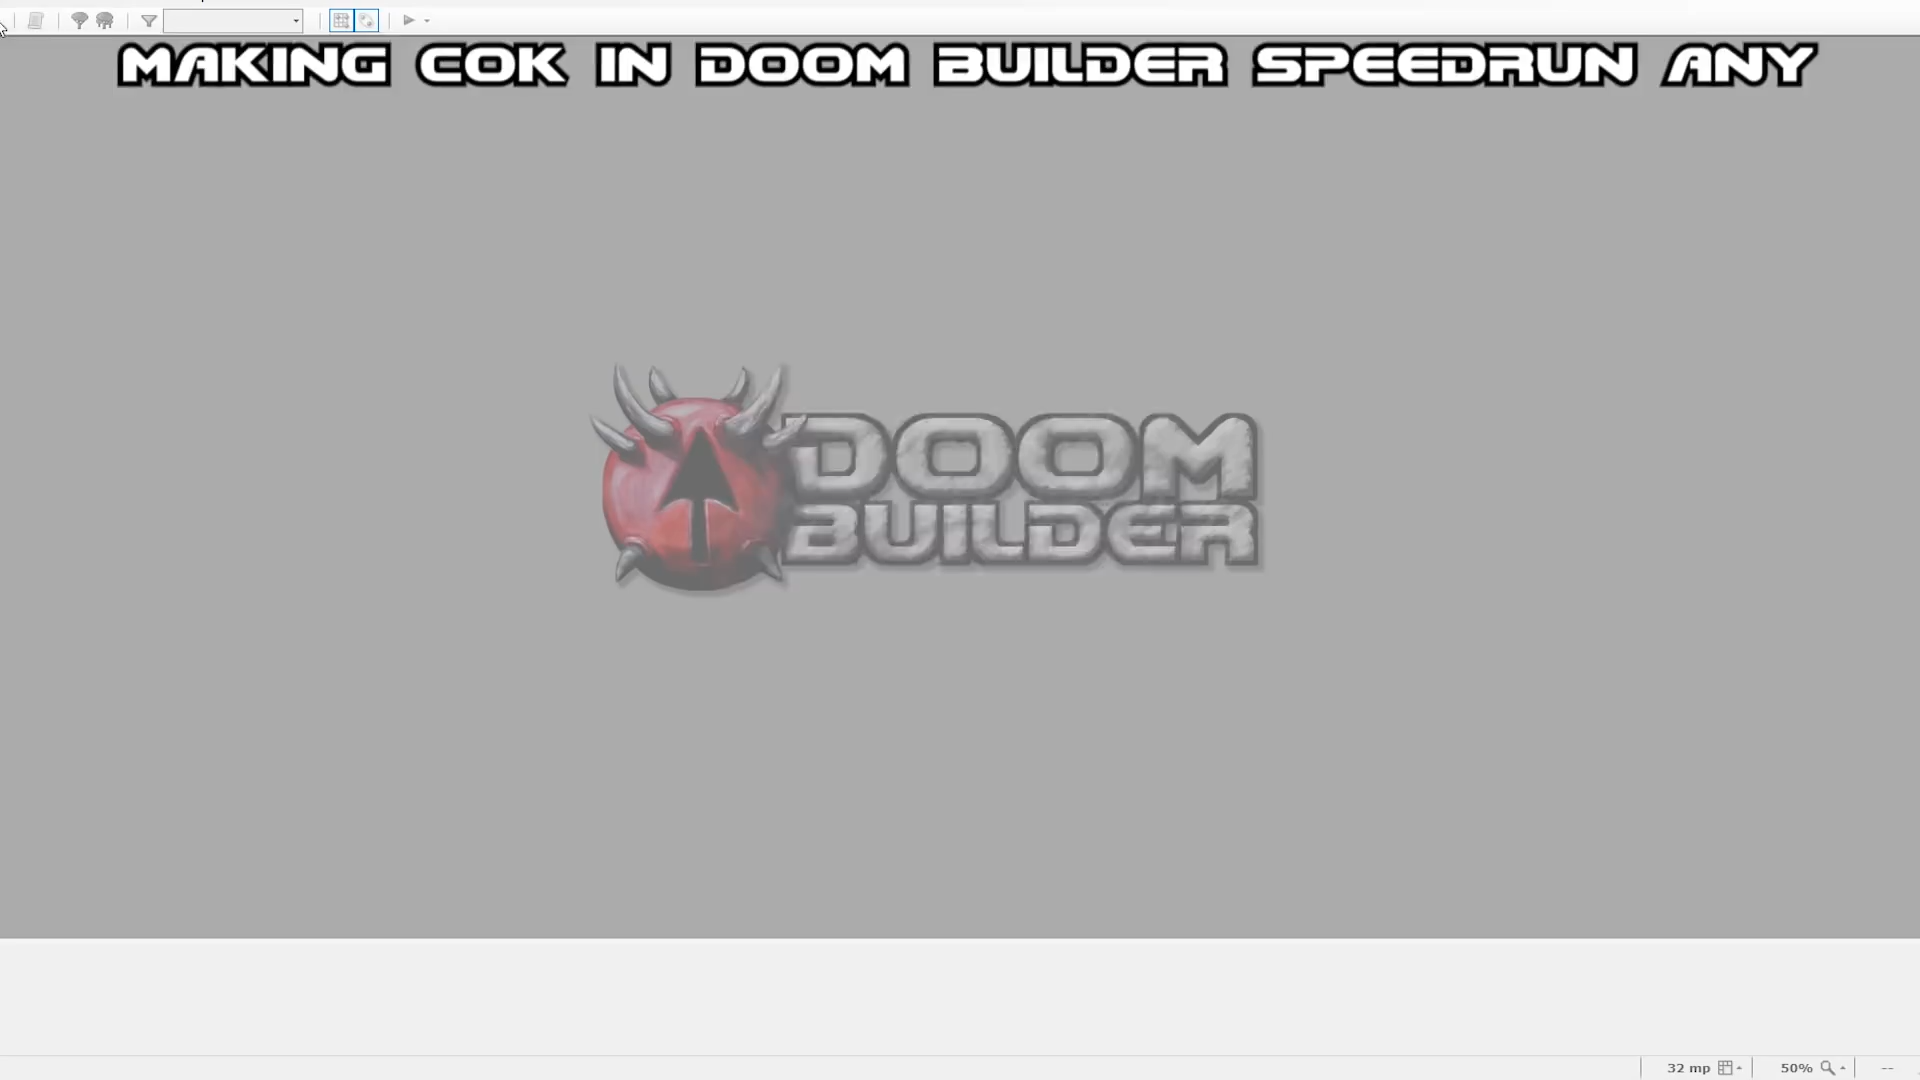 MAKING COK IN DOOM BUILDER SPEEDRUN ANY
DOOM
BUILDER
32 mp
50%
--